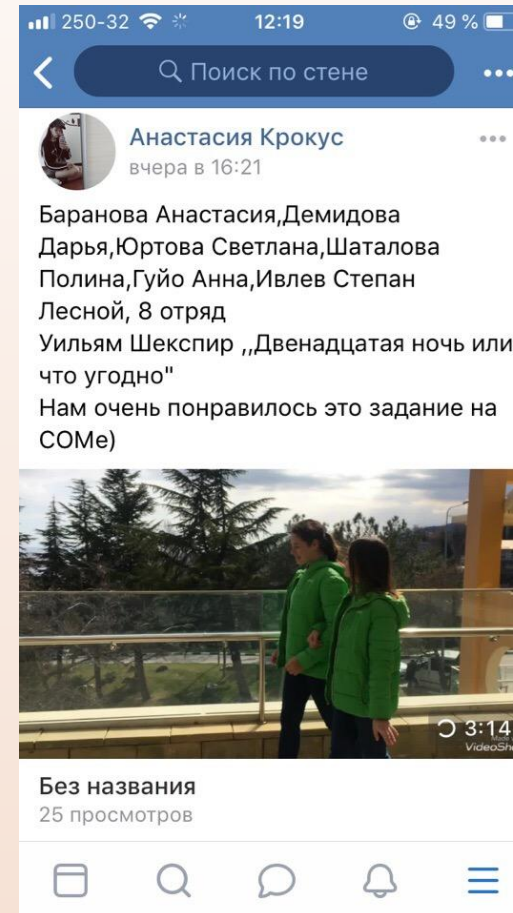 250-32 12:19 49 %
Поиск по стене
Анастасия Крокус
вчера в 16:21
Баранова Анастасия,Демидова
Дарья,Юртова Светлана,Шаталова
Полина,Гуйо Анна,Ивлев Степан
Лесной, 8 отряд
Уильям Шекспир ,,Двенадцатая ночь или
что угодно"
Нам очень понравилось это задание на
СОМе)
3:14
Без названия
25 просмотров